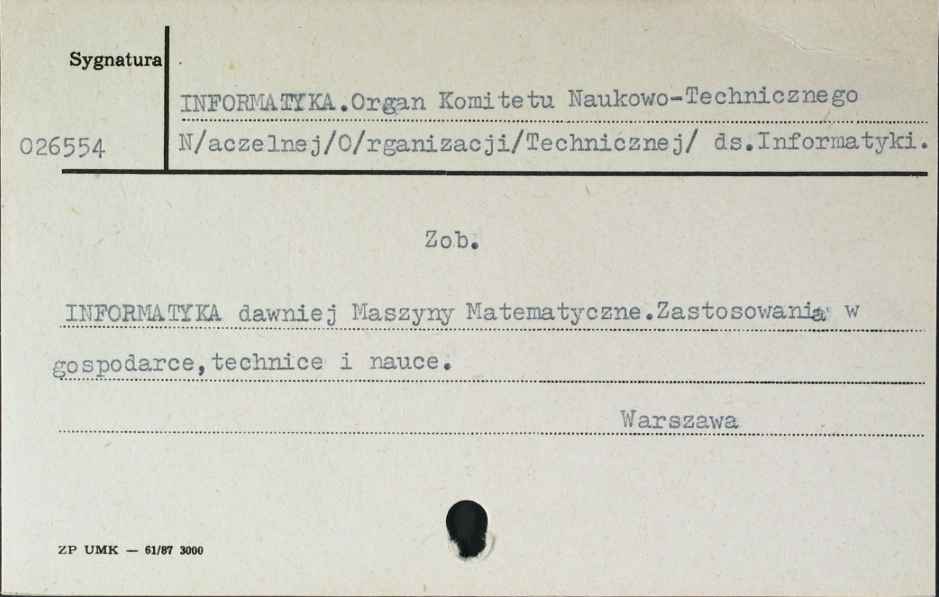 Sygnatura
INFORMATYKA.Organ Komitetu Naukowo-Technicznego
026554
N/aczelnej/O/rganizacji/Technicznej/ ds.Informatyki.
Zob.
INFORMATYKA dawniej Maszyny Matematyczne.Zastosowania w
gospodarce,technice i nauce.
Warszawa
ZP UMK — 61/87 3000